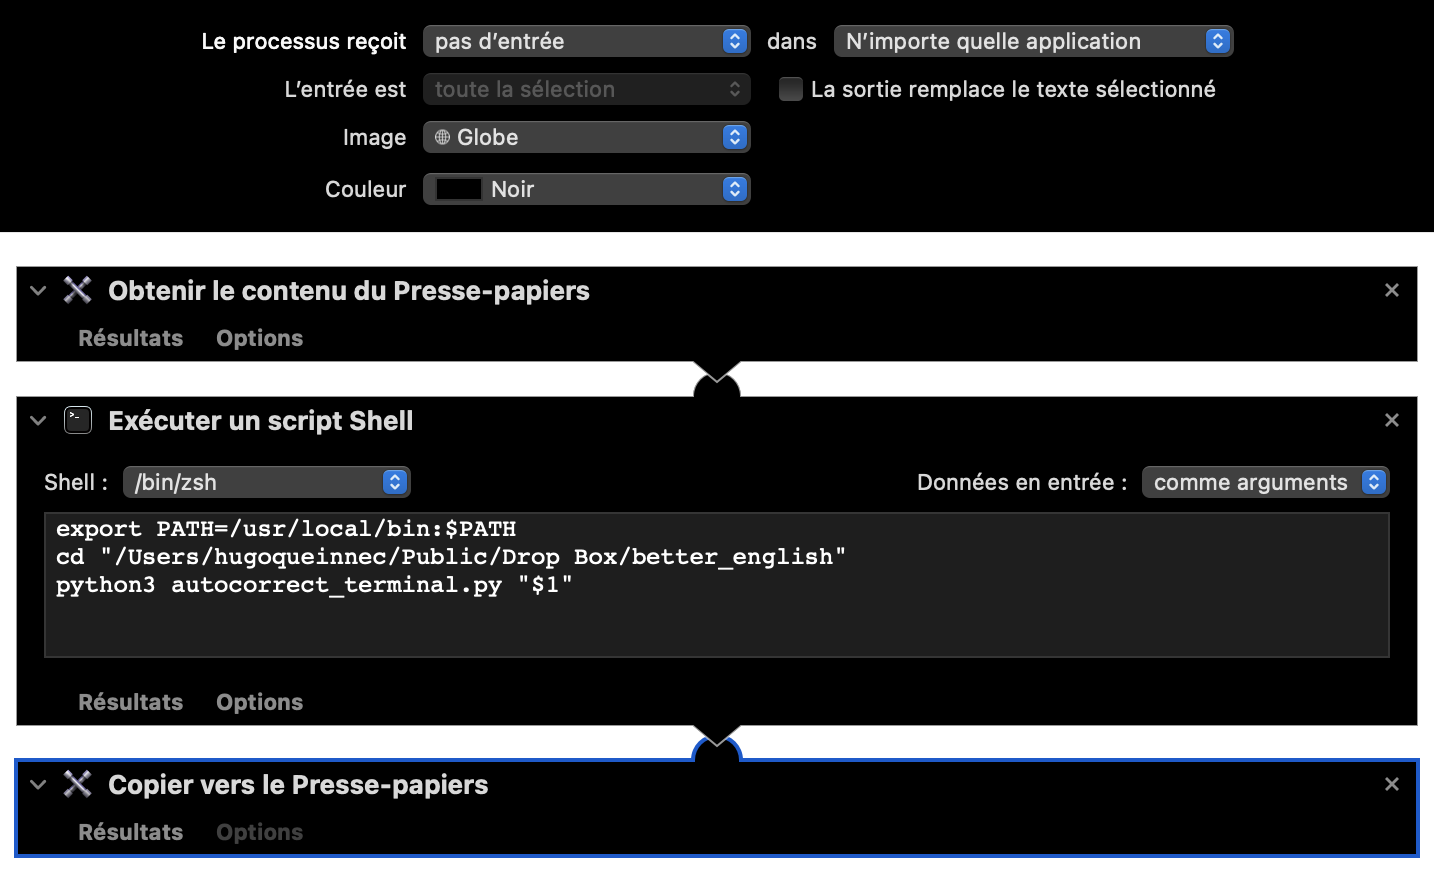 Le processus reçoit pas d’entrée dans N’importe quelle application
L’entrée est toute la sélection La sortie remplace le texte sélectionné
Image Globe
Couleur Noir
Obtenir le contenu du Presse-papiers
Résultats Options
Exécuter un script Shell
Shell : /bin/zsh Données en entrée : comme arguments
export PATH=/usr/local/bin:$PATH
cd "/Users/hugoqueinnec/Public/Drop Box/better_english"
python3 autocorrect_terminal.py "$1"
Résultats Options
Copier vers le Presse-papiers
Résultats Options